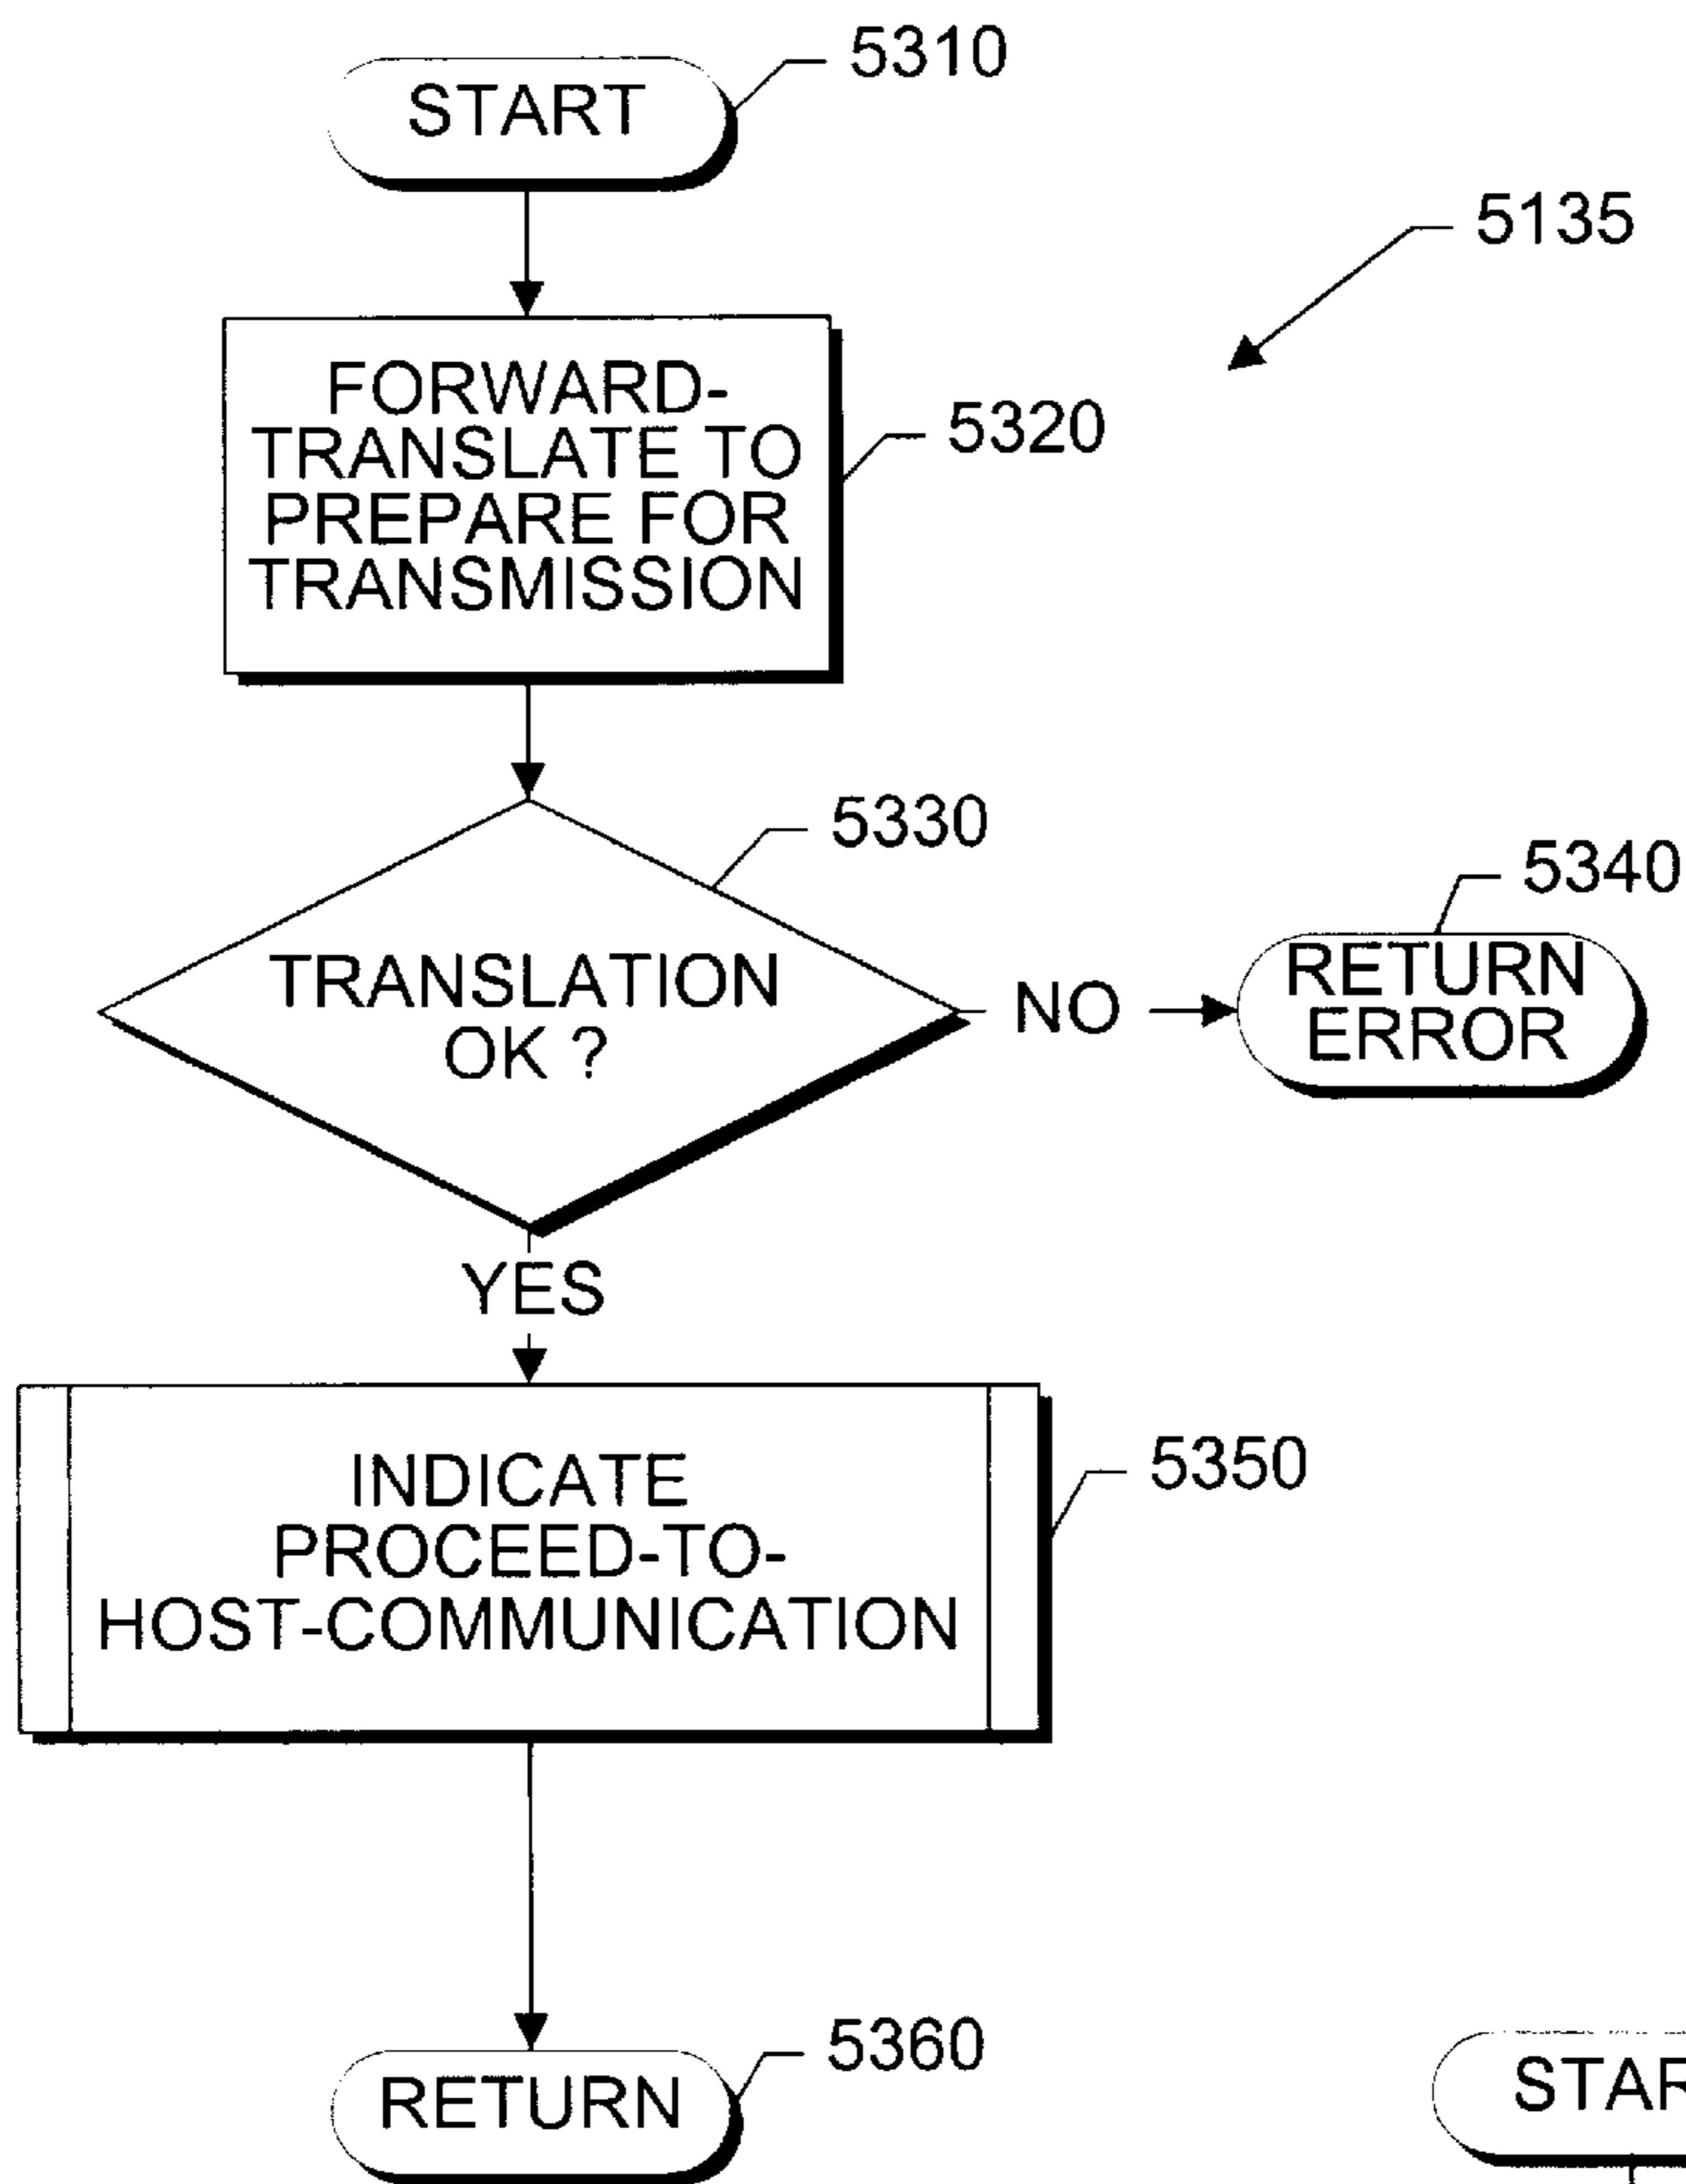 START
5310
5135
FORWARD-
TRANSLATE TO
PREPARE FOR
TRANSMISSION
5320
5330
TRANSLATION
OK ?
NO
5340
RETURN
ERROR
YES
INDICATE
PROCEED-TO-
HOST-COMMUNICATION
5350
RETURN
5360